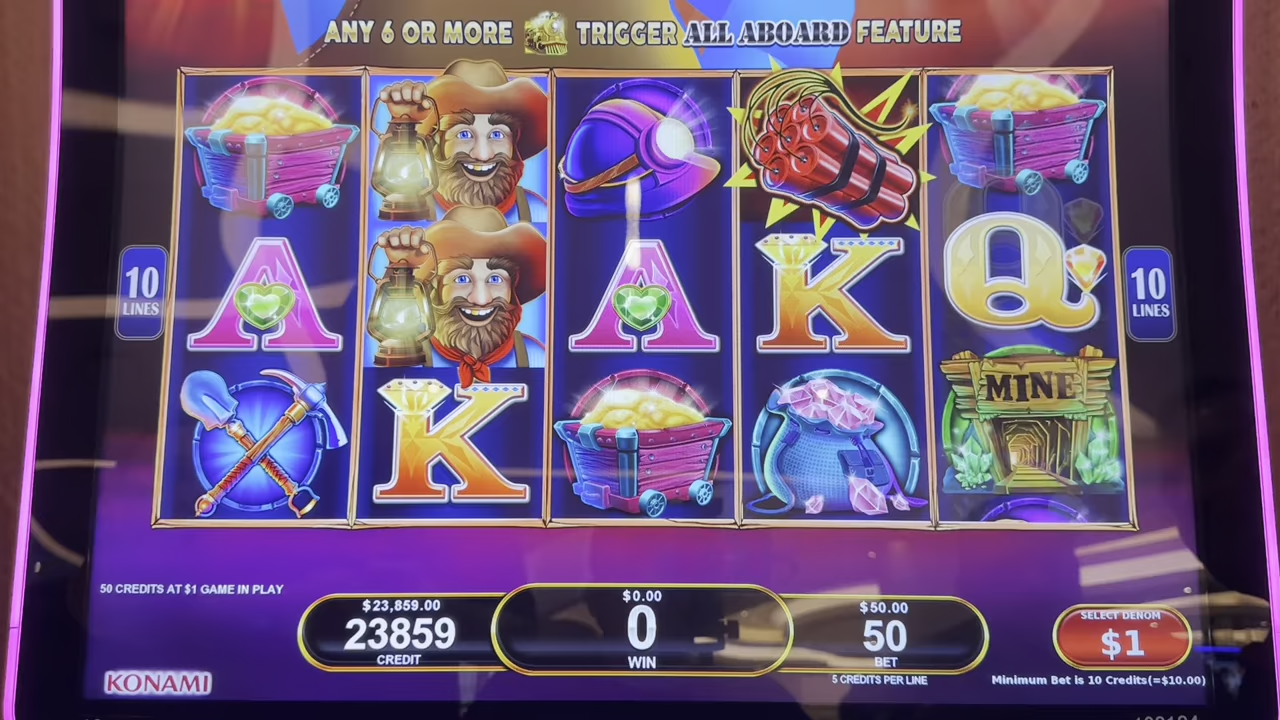 ANY 6 OR MORE TRIGGER ALL ABOARD FEATURE
10
LINES
A
A
K
Q
10
LINES
K
MINE
50 CREDITS AT $1 GAME IN PLAY
$23,859.00
23859
CREDIT
$0.00
0
WIN
$50.00
50
BET
5 CREDITS PER LINE
SELECT DENOM
$1
Minimum Bet is 10 Credits(=$10.00)
KONAMI